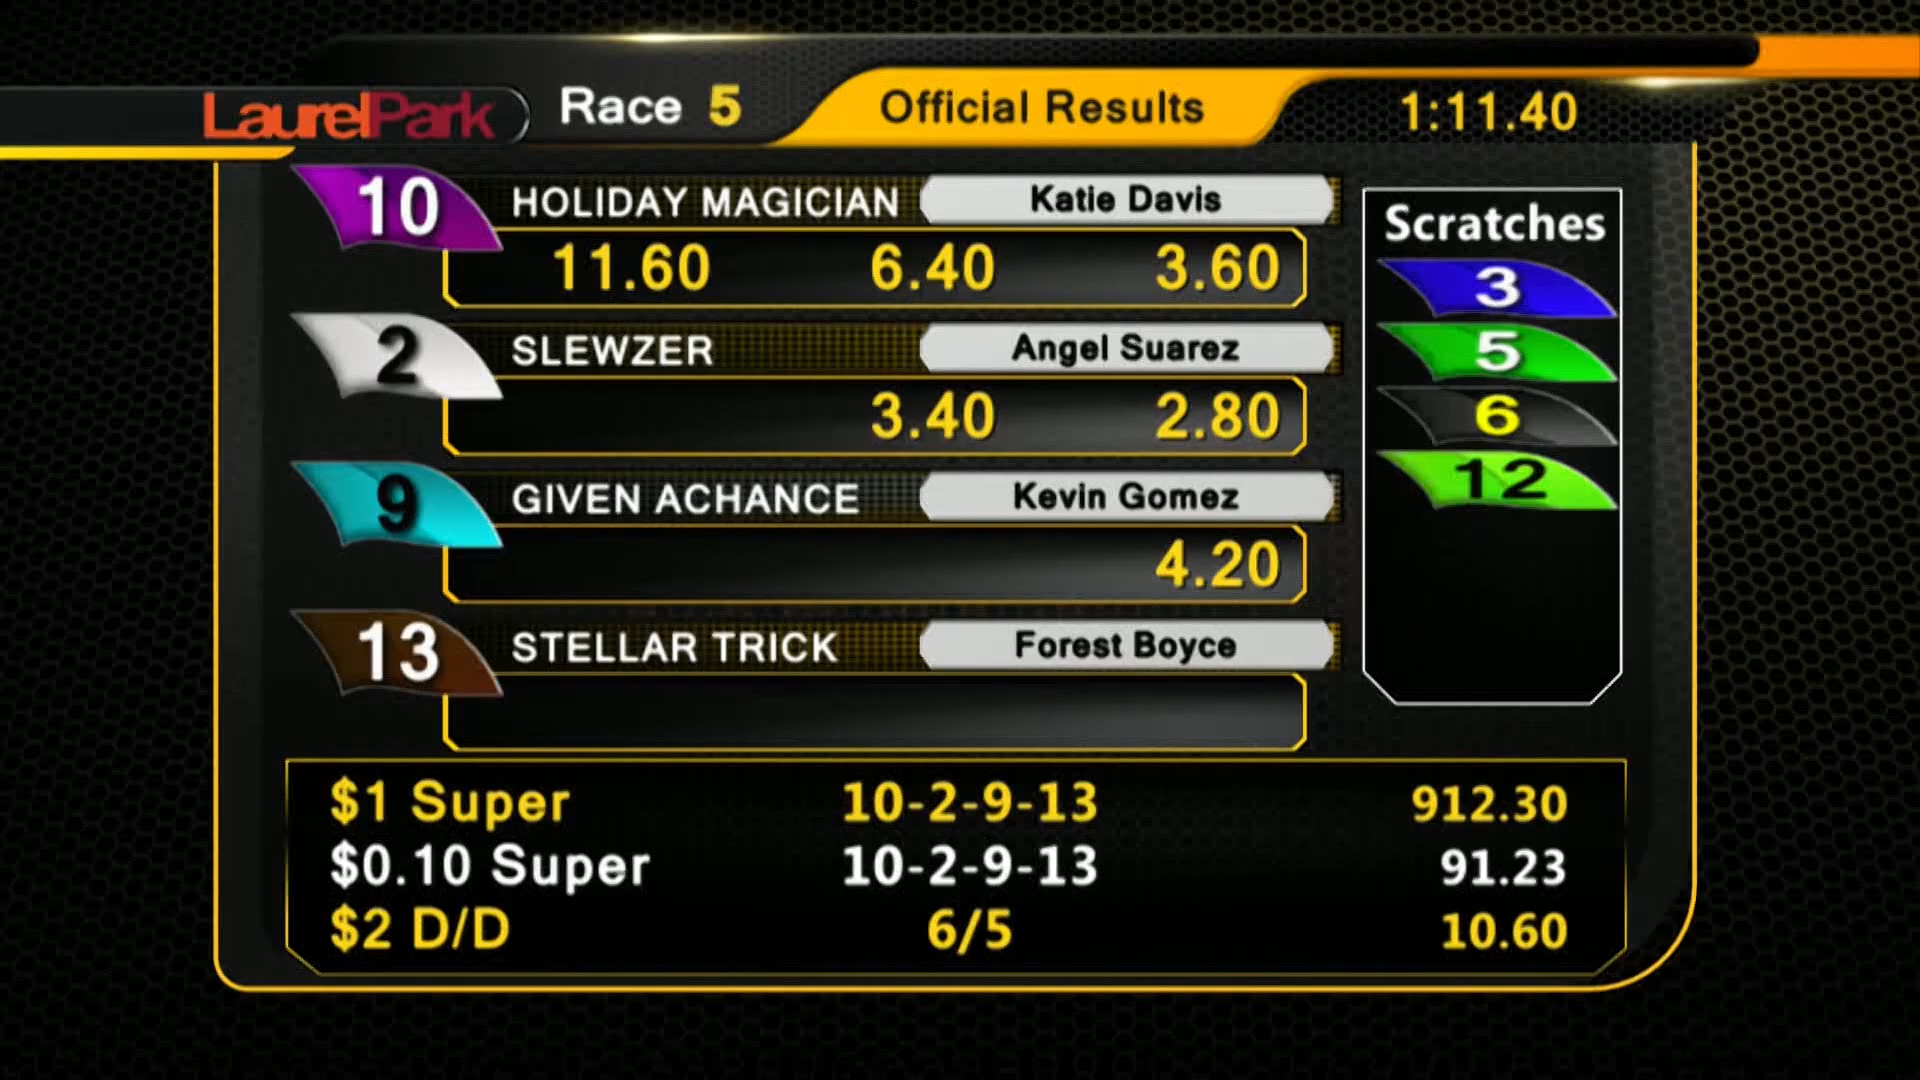 LaurelPark Race 5 Official Results 1:11.40
10 HOLIDAY MAGICIAN Katie Davis
11.60 6.40 3.60
2 SLEWZER Angel Suarez
3.40 2.80
9 GIVEN ACHANCE Kevin Gomez
4.20
13 STELLAR TRICK Forest Boyce
Scratches
3
5
6
12
$1 Super 10-2-9-13 912.30
$0.10 Super 10-2-9-13 91.23
$2 D/D 6/5 10.60